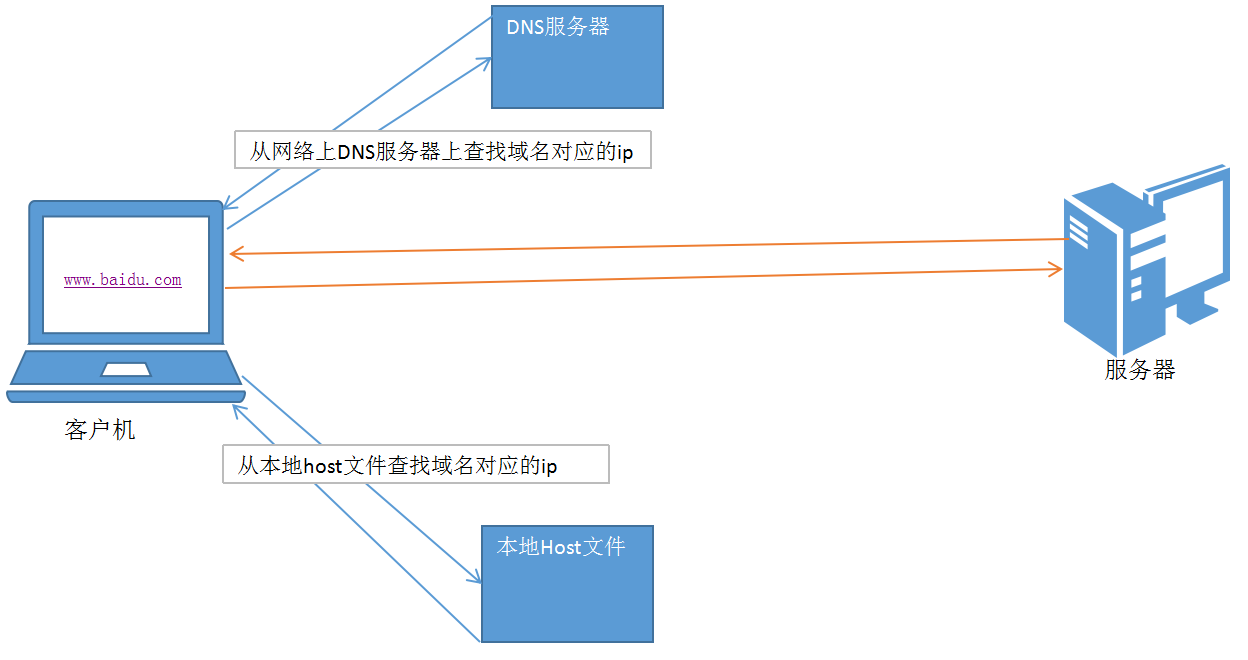 DNS服务器
从网络上DNS服务器上查找域名对应的ip
www.baidu.com
服务器
客户机
从本地host文件查找域名对应的ip
本地Host文件